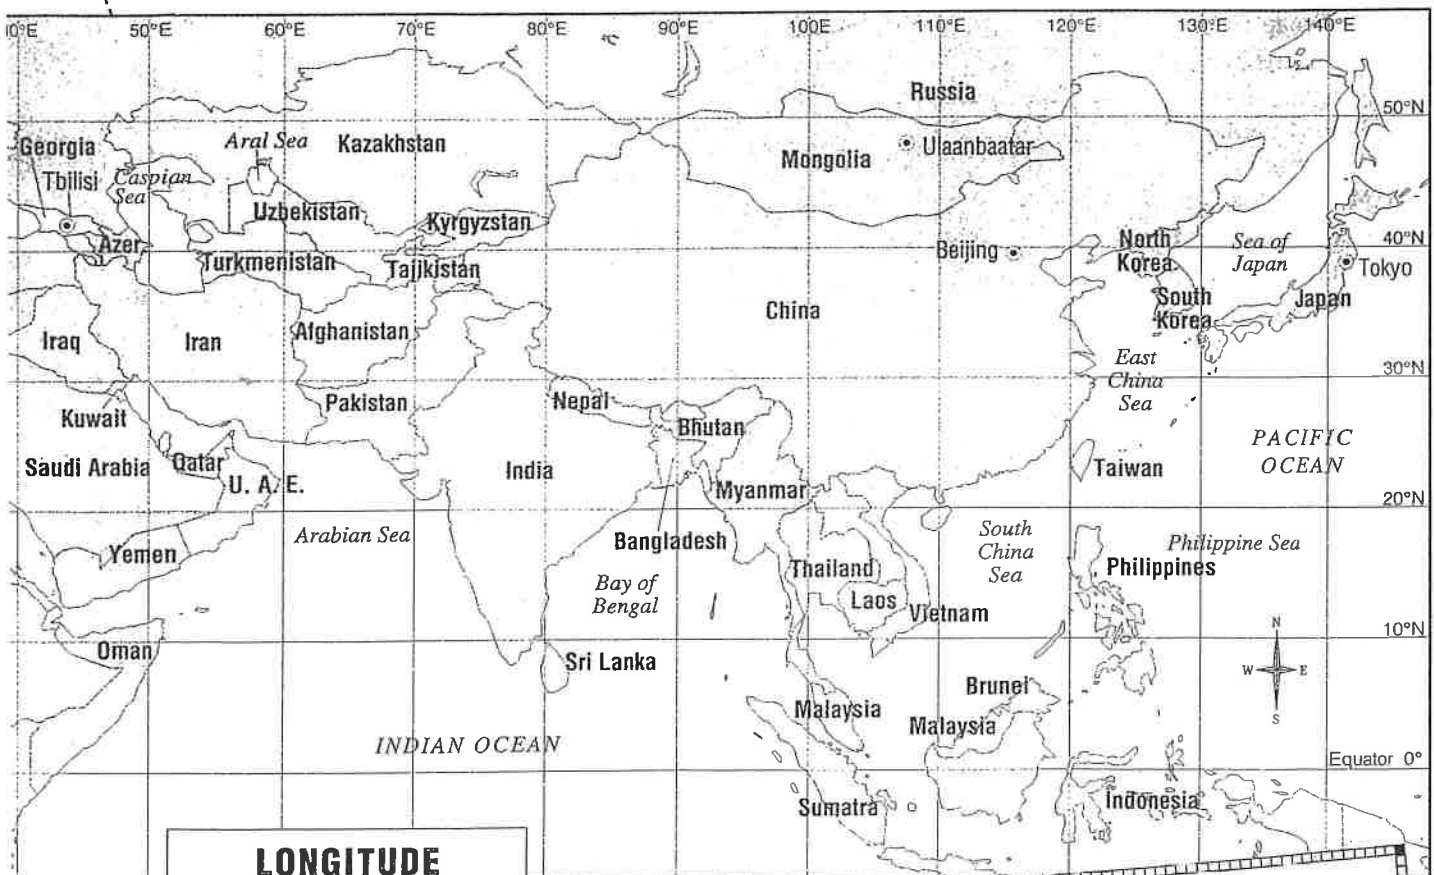 0°E 50°E 60°E 70°E 80°E 90°E 100°E 110°E 120°E 130°E 140°E
Russia
50°N
Georgia
Aral Sea
Kazakhstan
Mongolia
Ulaanbaatar
Tbilisi
Caspian
Sea
Uzbekistan
Kyrgyzstan
Azer.
Turkmenistan
Tajikistan
Beijing
North
Korea
Sea of
Japan
40°N
Tokyo
China
South
Korea
Japan
Iraq
Iran
Afghanistan
East
China
Sea
30°N
Kuwait
Pakistan
Nepal
Bhutan
PACIFIC
OCEAN
Saudi Arabia
Qatar
U. A. E.
India
Myanmar
Taiwan
20°N
Arabian Sea
Yemen
Bangladesh
South
China
Sea
Philippine Sea
Philippines
Bay of
Bengal
Thailand
Laos
Vietnam
10°N
Oman
Sri Lanka
N
W E
S
Brunei
Malaysia
Malaysia
INDIAN OCEAN
Equator 0°
Sumatra
Indonesia
LONGITUDE